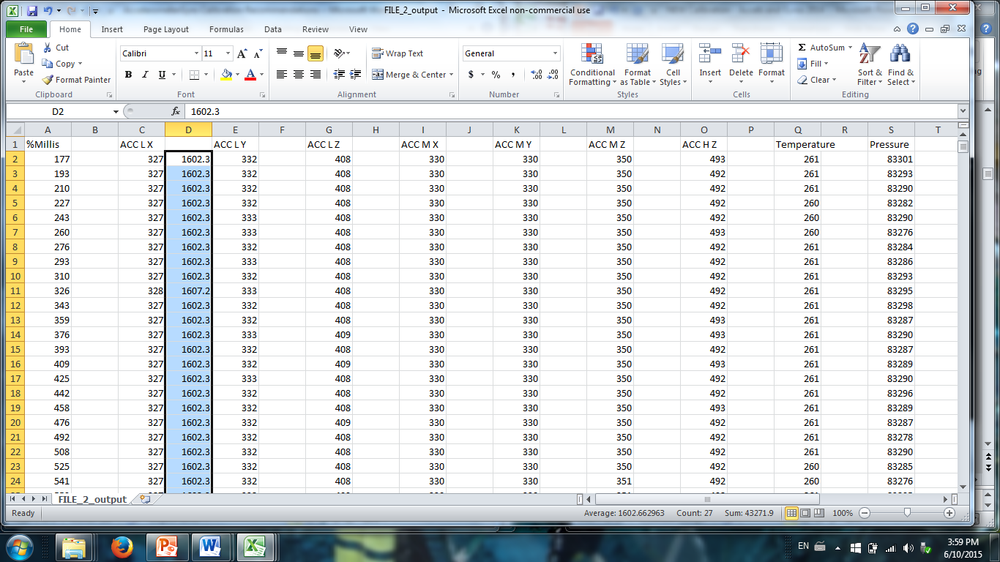 FILE_2_output - Microsoft Excel non-commercial use
File Home Insert Page Layout Formulas Data Review View
Paste Cut Copy Format Painter Clipboard
Calibri 11 A A B I U A Font
Wrap Text Merge & Center Alignment
General $ % , .00 .00 Number
Conditional Formatting Format as Table Cell Styles Styles
Insert Delete Format Cells
Σ AutoSum Fill Clear Sort & Filter Find & Select Editing
D2 fx 1602.3
A B C D E F G H I J K L M N O P Q R S T
1 %Millis ACC L X ACC L Y ACC L Z ACC M X ACC M Y ACC M Z ACC H Z Temperature Pressure
2 177 327 1602.3 332 408 330 330 350 493 261 83301
3 193 327 1602.3 332 408 330 330 350 492 261 83293
4 210 327 1602.3 332 408 330 330 350 492 261 83290
5 227 327 1602.3 332 408 330 330 350 492 260 83282
6 243 327 1602.3 333 408 330 330 350 492 260 83290
7 260 327 1602.3 333 408 330 330 350 493 260 83276
8 276 327 1602.3 332 408 330 330 350 492 261 83284
9 293 327 1602.3 333 408 330 330 350 492 261 83286
10 310 327 1602.3 332 408 330 330 350 492 261 83293
11 326 328 1607.2 333 408 330 330 350 492 261 83295
12 343 327 1602.3 332 408 330 330 350 492 261 83298
13 359 327 1602.3 332 408 330 330 350 493 261 83287
14 376 327 1602.3 333 409 330 330 350 493 261 83290
15 393 327 1602.3 332 408 330 330 350 492 261 83287
16 409 327 1602.3 332 409 330 330 350 493 261 83289
17 425 327 1602.3 333 408 330 330 350 492 261 83290
18 442 327 1602.3 332 408 330 330 350 492 261 83296
19 458 327 1602.3 332 408 330 330 350 493 261 83289
20 476 327 1602.3 332 409 330 330 350 492 261 83287
21 492 327 1602.3 332 408 330 330 350 492 261 83278
22 508 327 1602.3 332 408 330 330 350 492 261 83290
23 525 327 1602.3 332 408 330 330 350 492 260 83285
24 541 327 1602.3 332 408 330 330 351 492 260 83276
FILE_2_output
Ready Average: 1602.662963 Count: 27 Sum: 43271.9 100%
EN 3:59 PM
6/10/2015